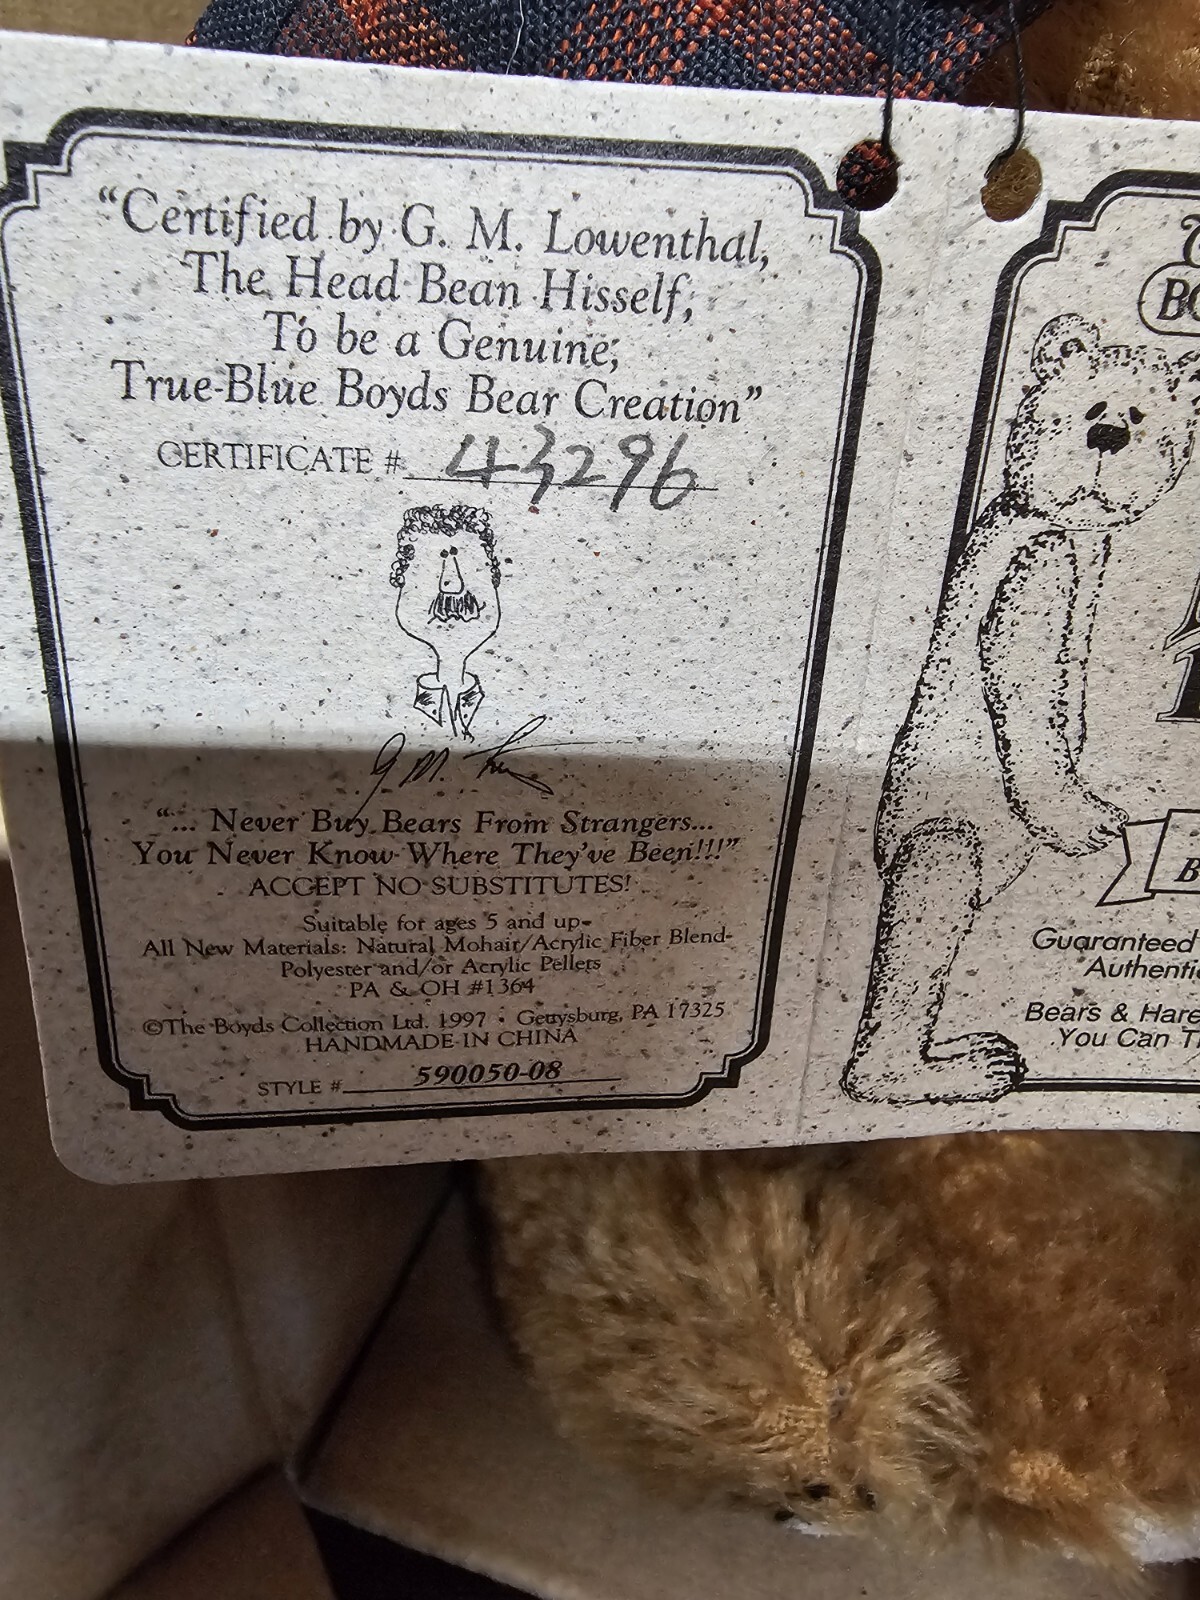 “Certified by G. M. Lowenthal,
The Head Bean Hisself,
To be a Genuine,
True-Blue Boyds Bear Creation”
CERTIFICATE # 43296
G. M.
“... Never Buy Bears From Strangers...
You Never Know Where They've Been!!!”
ACCEPT NO SUBSTITUTES!
Suitable for ages 5 and up-
All New Materials: Natural Mohair/Acrylic Fiber Blend-
Polyester and/or Acrylic Pellets
PA & OH #1364
©The Boyds Collection Ltd. 1997 • Gettysburg, PA 17325
HANDMADE IN CHINA
STYLE # 590050-08
Guaranteed
Bears &
You Can